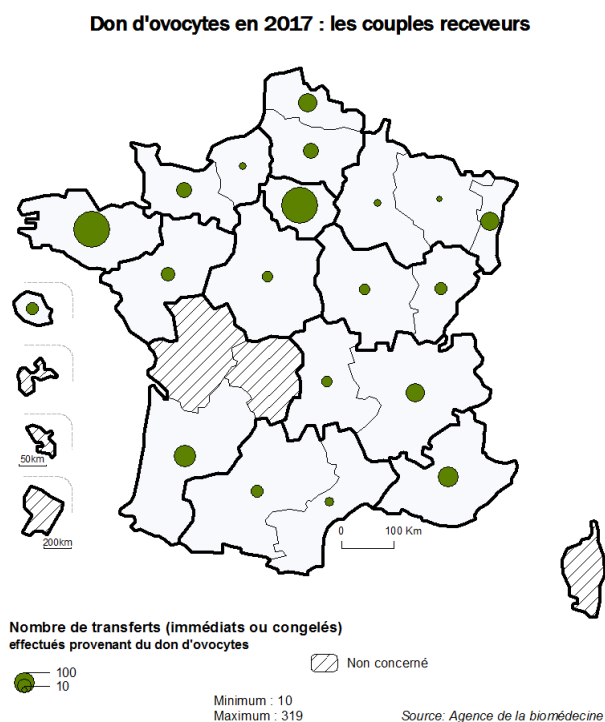 Don d'ovocytes en 2017 : les couples receveurs
50km
200km
0 100 Km
Nombre de transferts (immédiats ou congelés)
effectués provenant du don d'ovocytes
100
10
Non concerné
Minimum : 10
Maximum : 319
Source: Agence de la biomédecine